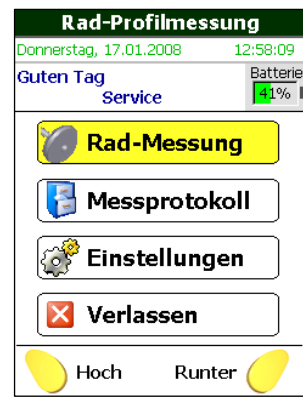 Rad-Profilmessung
Donnerstag, 17.01.2008 12:58:09
Guten Tag Batterie
Service 41%
Rad-Messung
Messprotokoll
Einstellungen
Verlassen
Hoch Runter